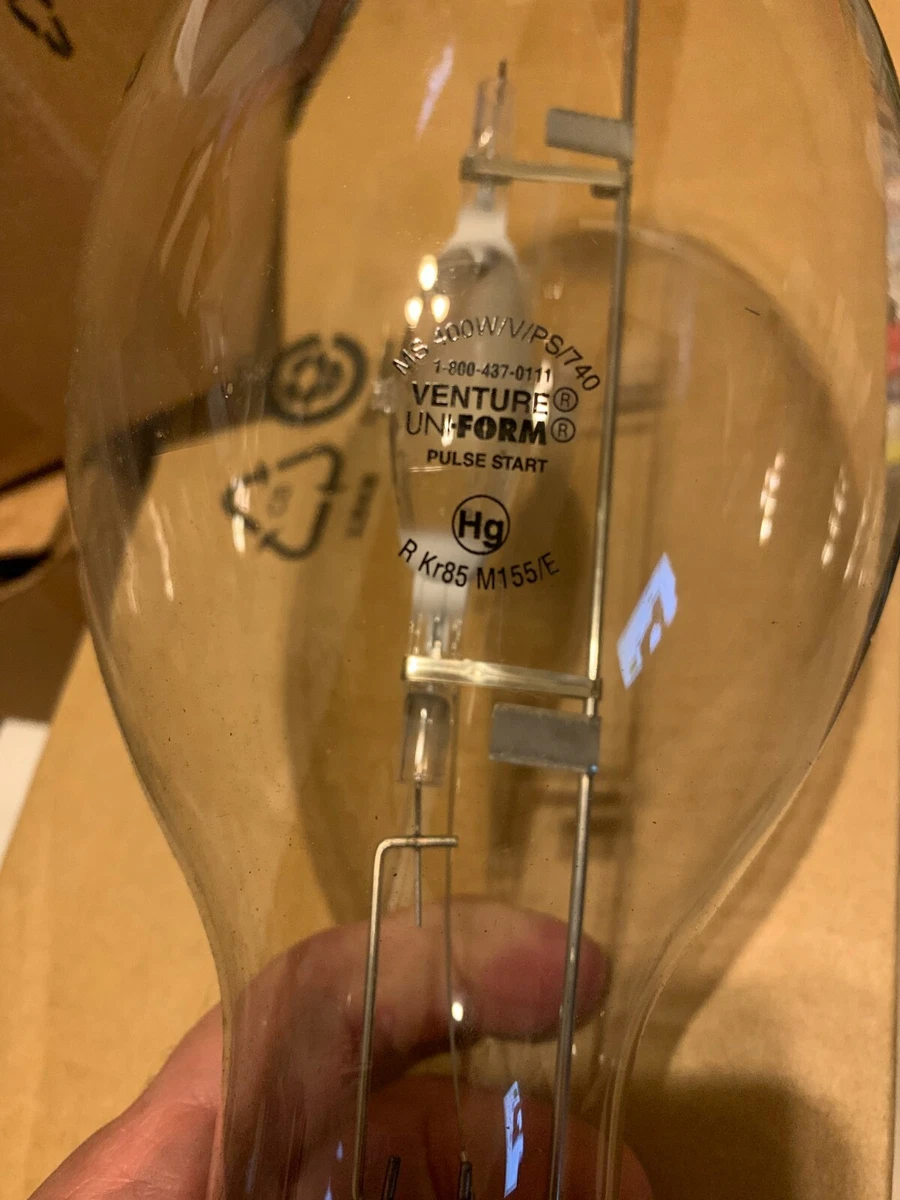 MS 400W/V/PS/740
1-800-437-0111
VENTURE®
UNI-FORM®
PULSE START
Hg
R Kr85 M155/E